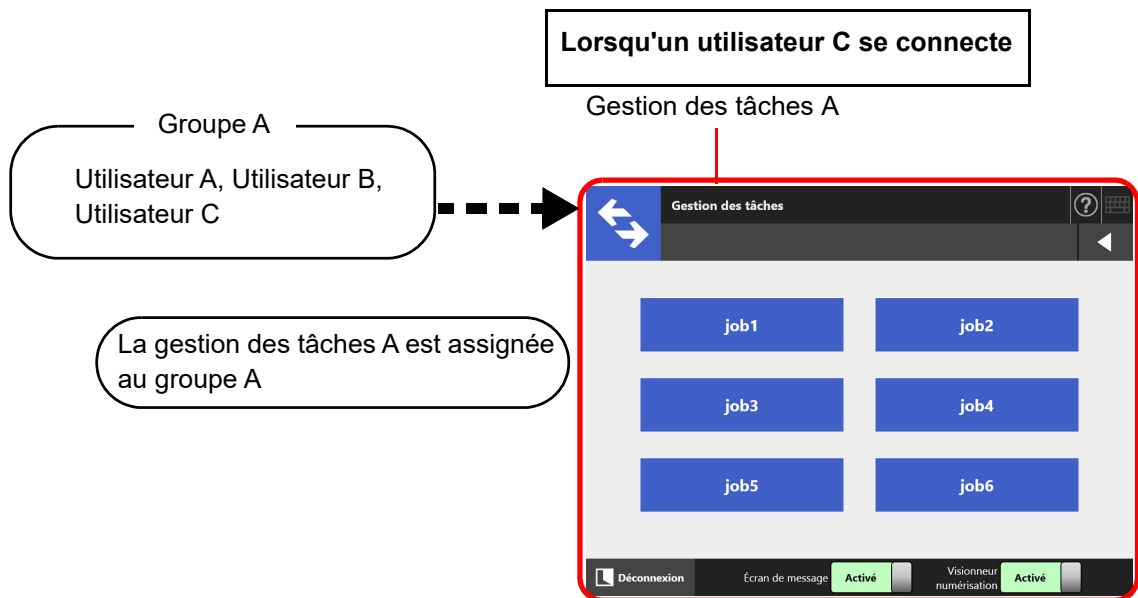 Lorsqu'un utilisateur C se connecte
Gestion des tâches A
Groupe A
Utilisateur A, Utilisateur B,
Utilisateur C
La gestion des tâches A est assignée
au groupe A
Gestion des tâches
?
job1
job2
job3
job4
job5
job6
Déconnexion
Écran de message
Activé
Visionneur
numérisation
Activé